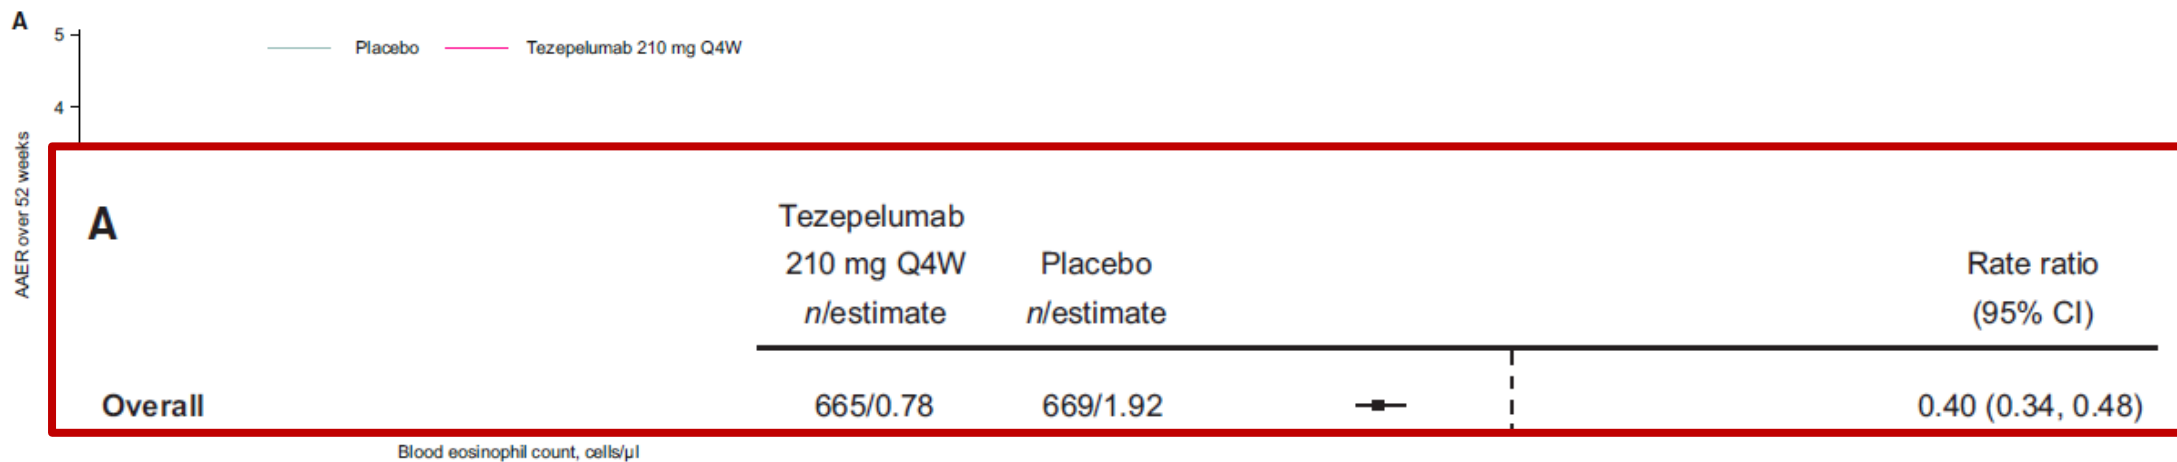 A
5
Placebo Tezepelumab 210 mg Q4W
4
AAER over 52 weeks
A
Tezepelumab
210 mg Q4W Placebo Rate ratio
n/estimate n/estimate (95% CI)
Overall 665/0.78 669/1.92 0.40 (0.34, 0.48)
Blood eosinophil count, cells/µl